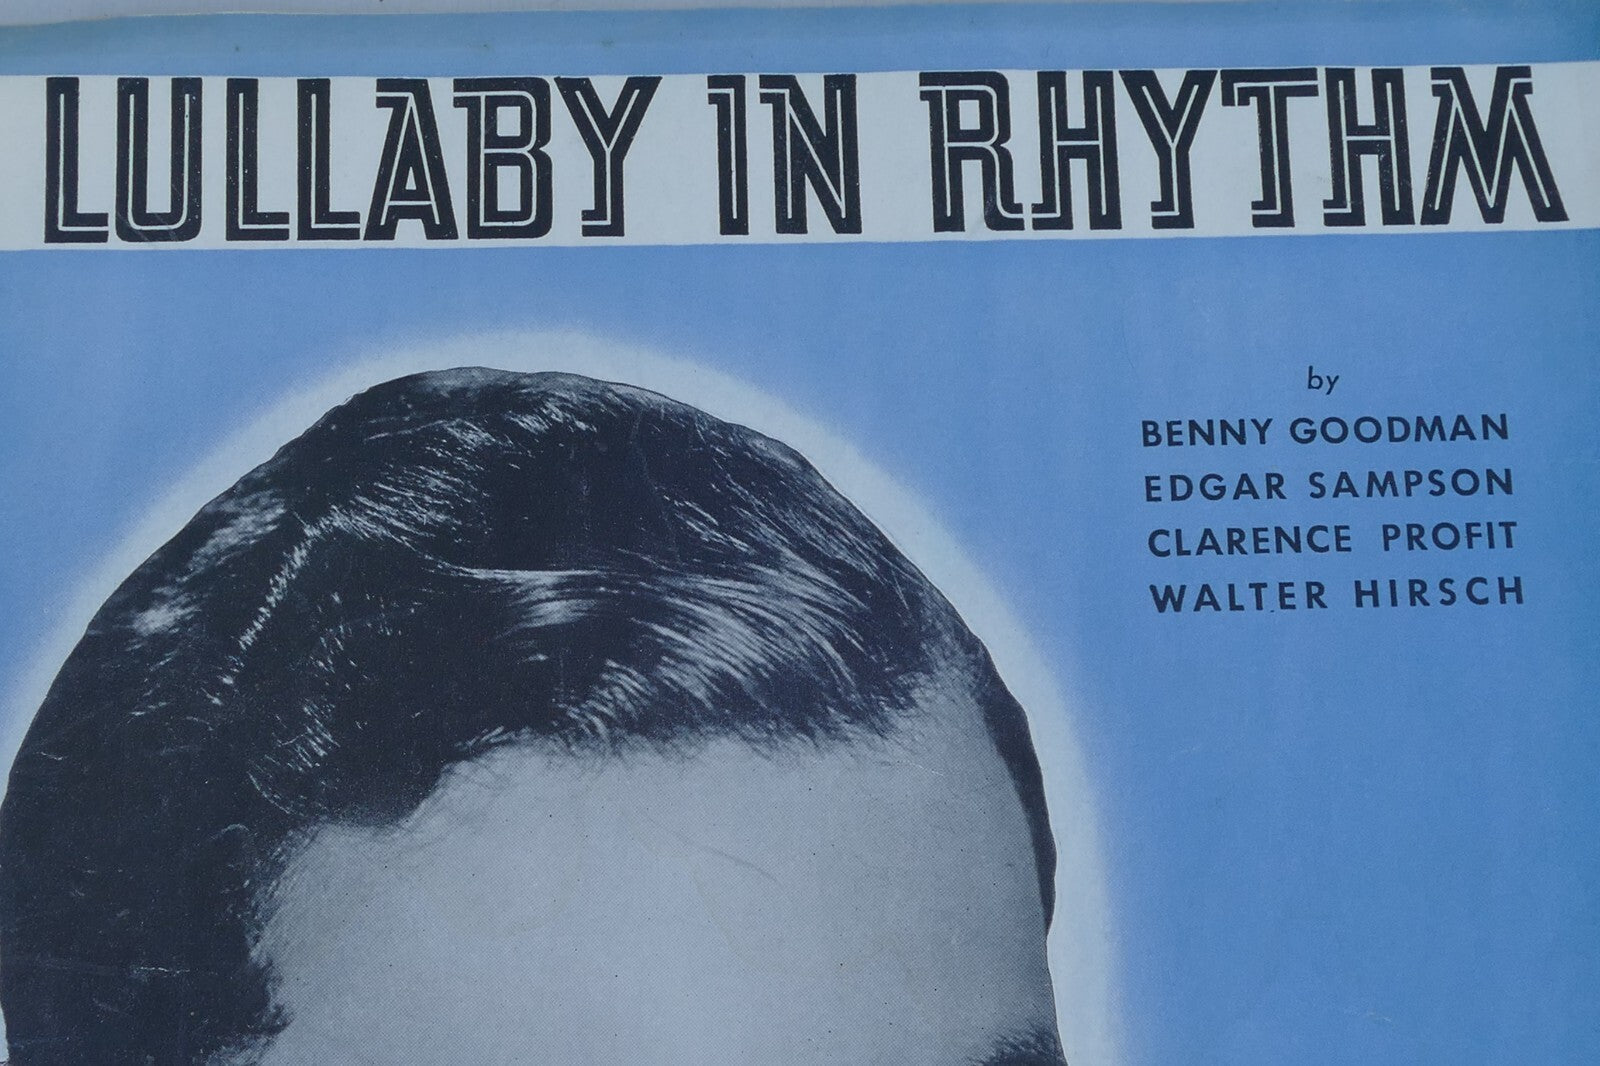 LULLABY IN RHYTHM
by
BENNY GOODMAN
EDGAR SAMPSON
CLARENCE PROFIT
WALTER HIRSCH